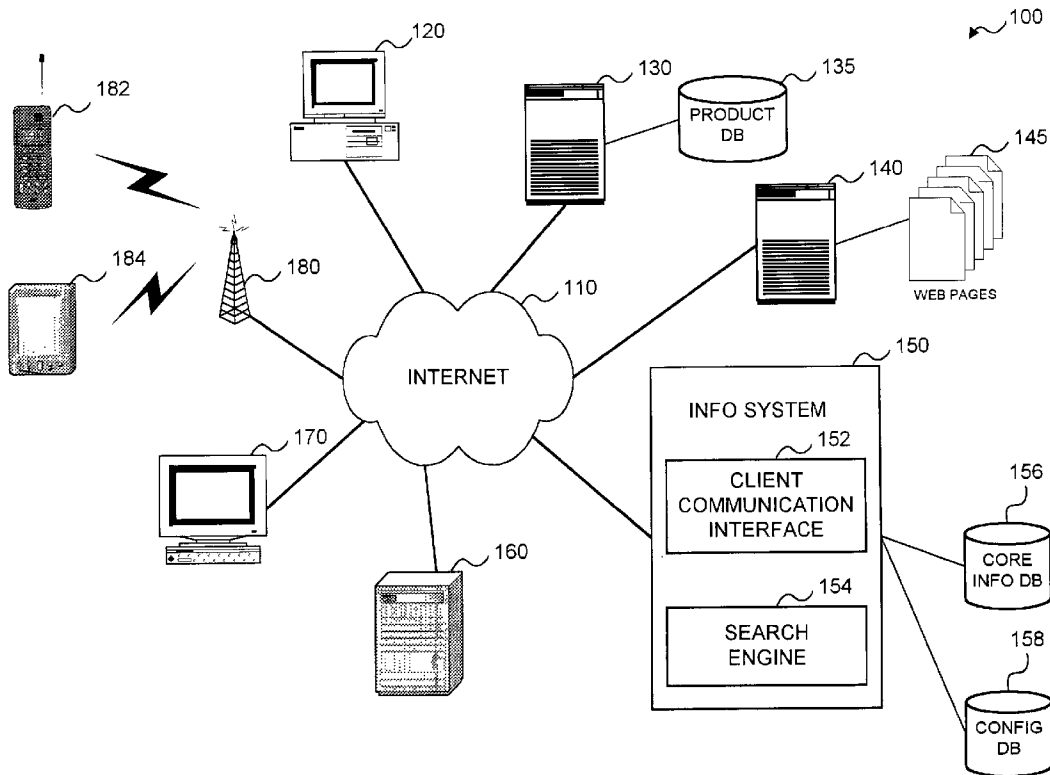 100
120
130
135
PRODUCT
DB
182
140
145
WEB PAGES
184
180
110
INTERNET
150
INFO SYSTEM
152
CLIENT
COMMUNICATION
INTERFACE
170
156
CORE
INFO DB
160
154
SEARCH
ENGINE
158
CONFIG
DB